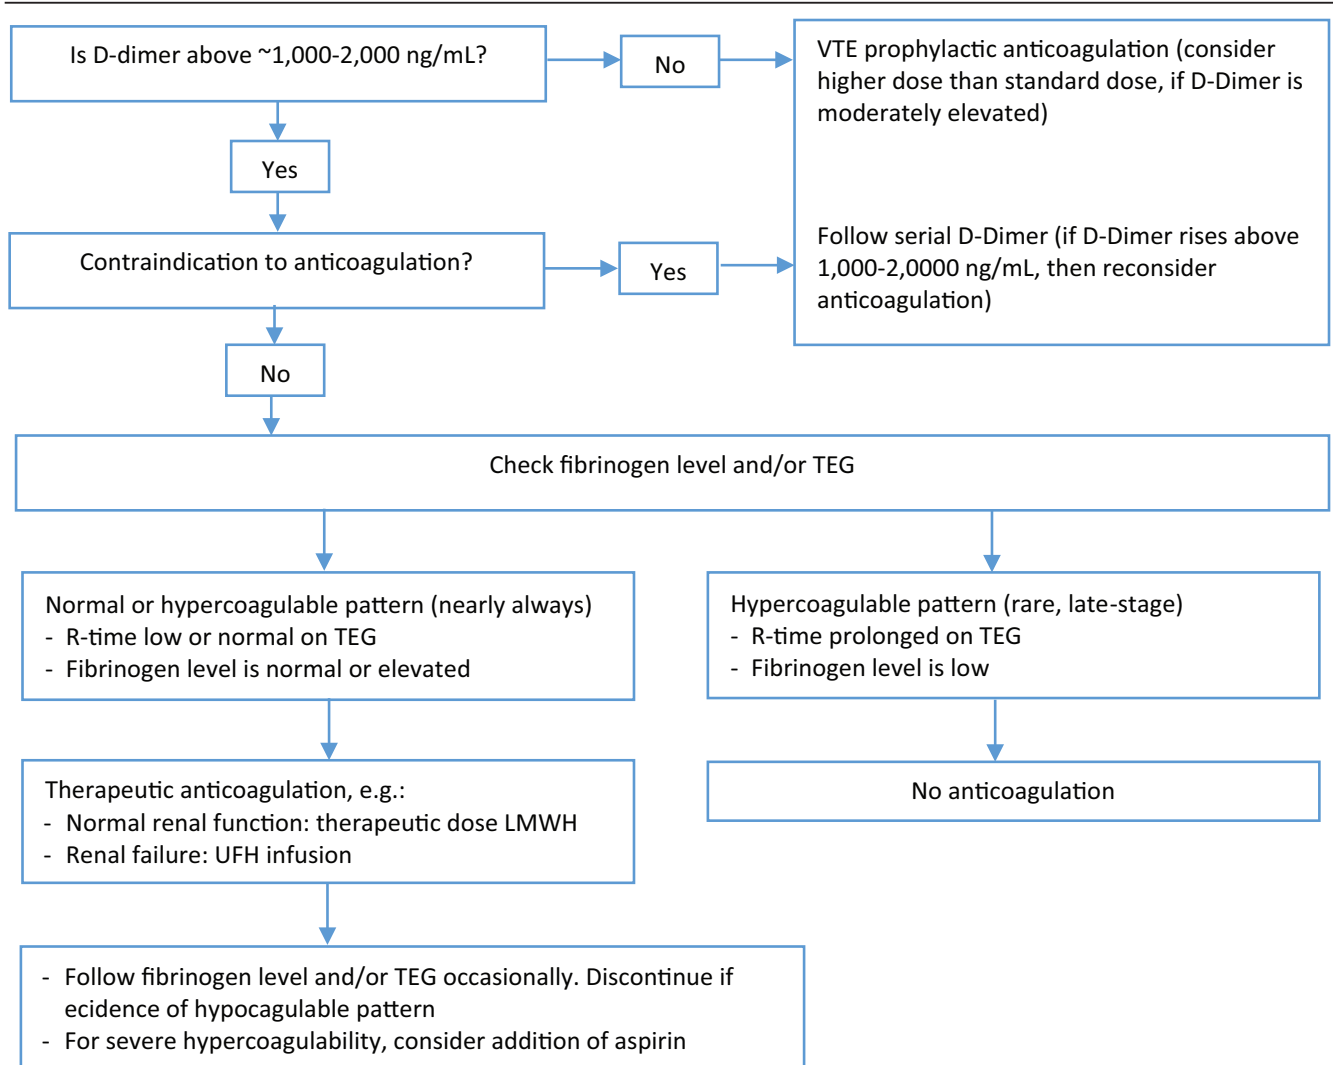 Is D-dimer above ~1,000-2,000 ng/mL?
No
VTE prophylactic anticoagulation (consider
higher dose than standard dose, if D-Dimer is
moderately elevated)
Yes
Contraindication to anticoagulation?
Yes
Follow serial D-Dimer (if D-Dimer rises above
1,000-2,0000 ng/mL, then reconsider
anticoagulation)
No
Check fibrinogen level and/or TEG
Normal or hypercoagulable pattern (nearly always)
- R-time low or normal on TEG
- Fibrinogen level is normal or elevated
Hypercoagulable pattern (rare, late-stage)
- R-time prolonged on TEG
- Fibrinogen level is low
Therapeutic anticoagulation, e.g.:
- Normal renal function: therapeutic dose LMWH
- Renal failure: UFH infusion
No anticoagulation
- Follow fibrinogen level and/or TEG occasionally. Discontinue if
ecidence of hypocagulable pattern
- For severe hypercoagulability, consider addition of aspirin